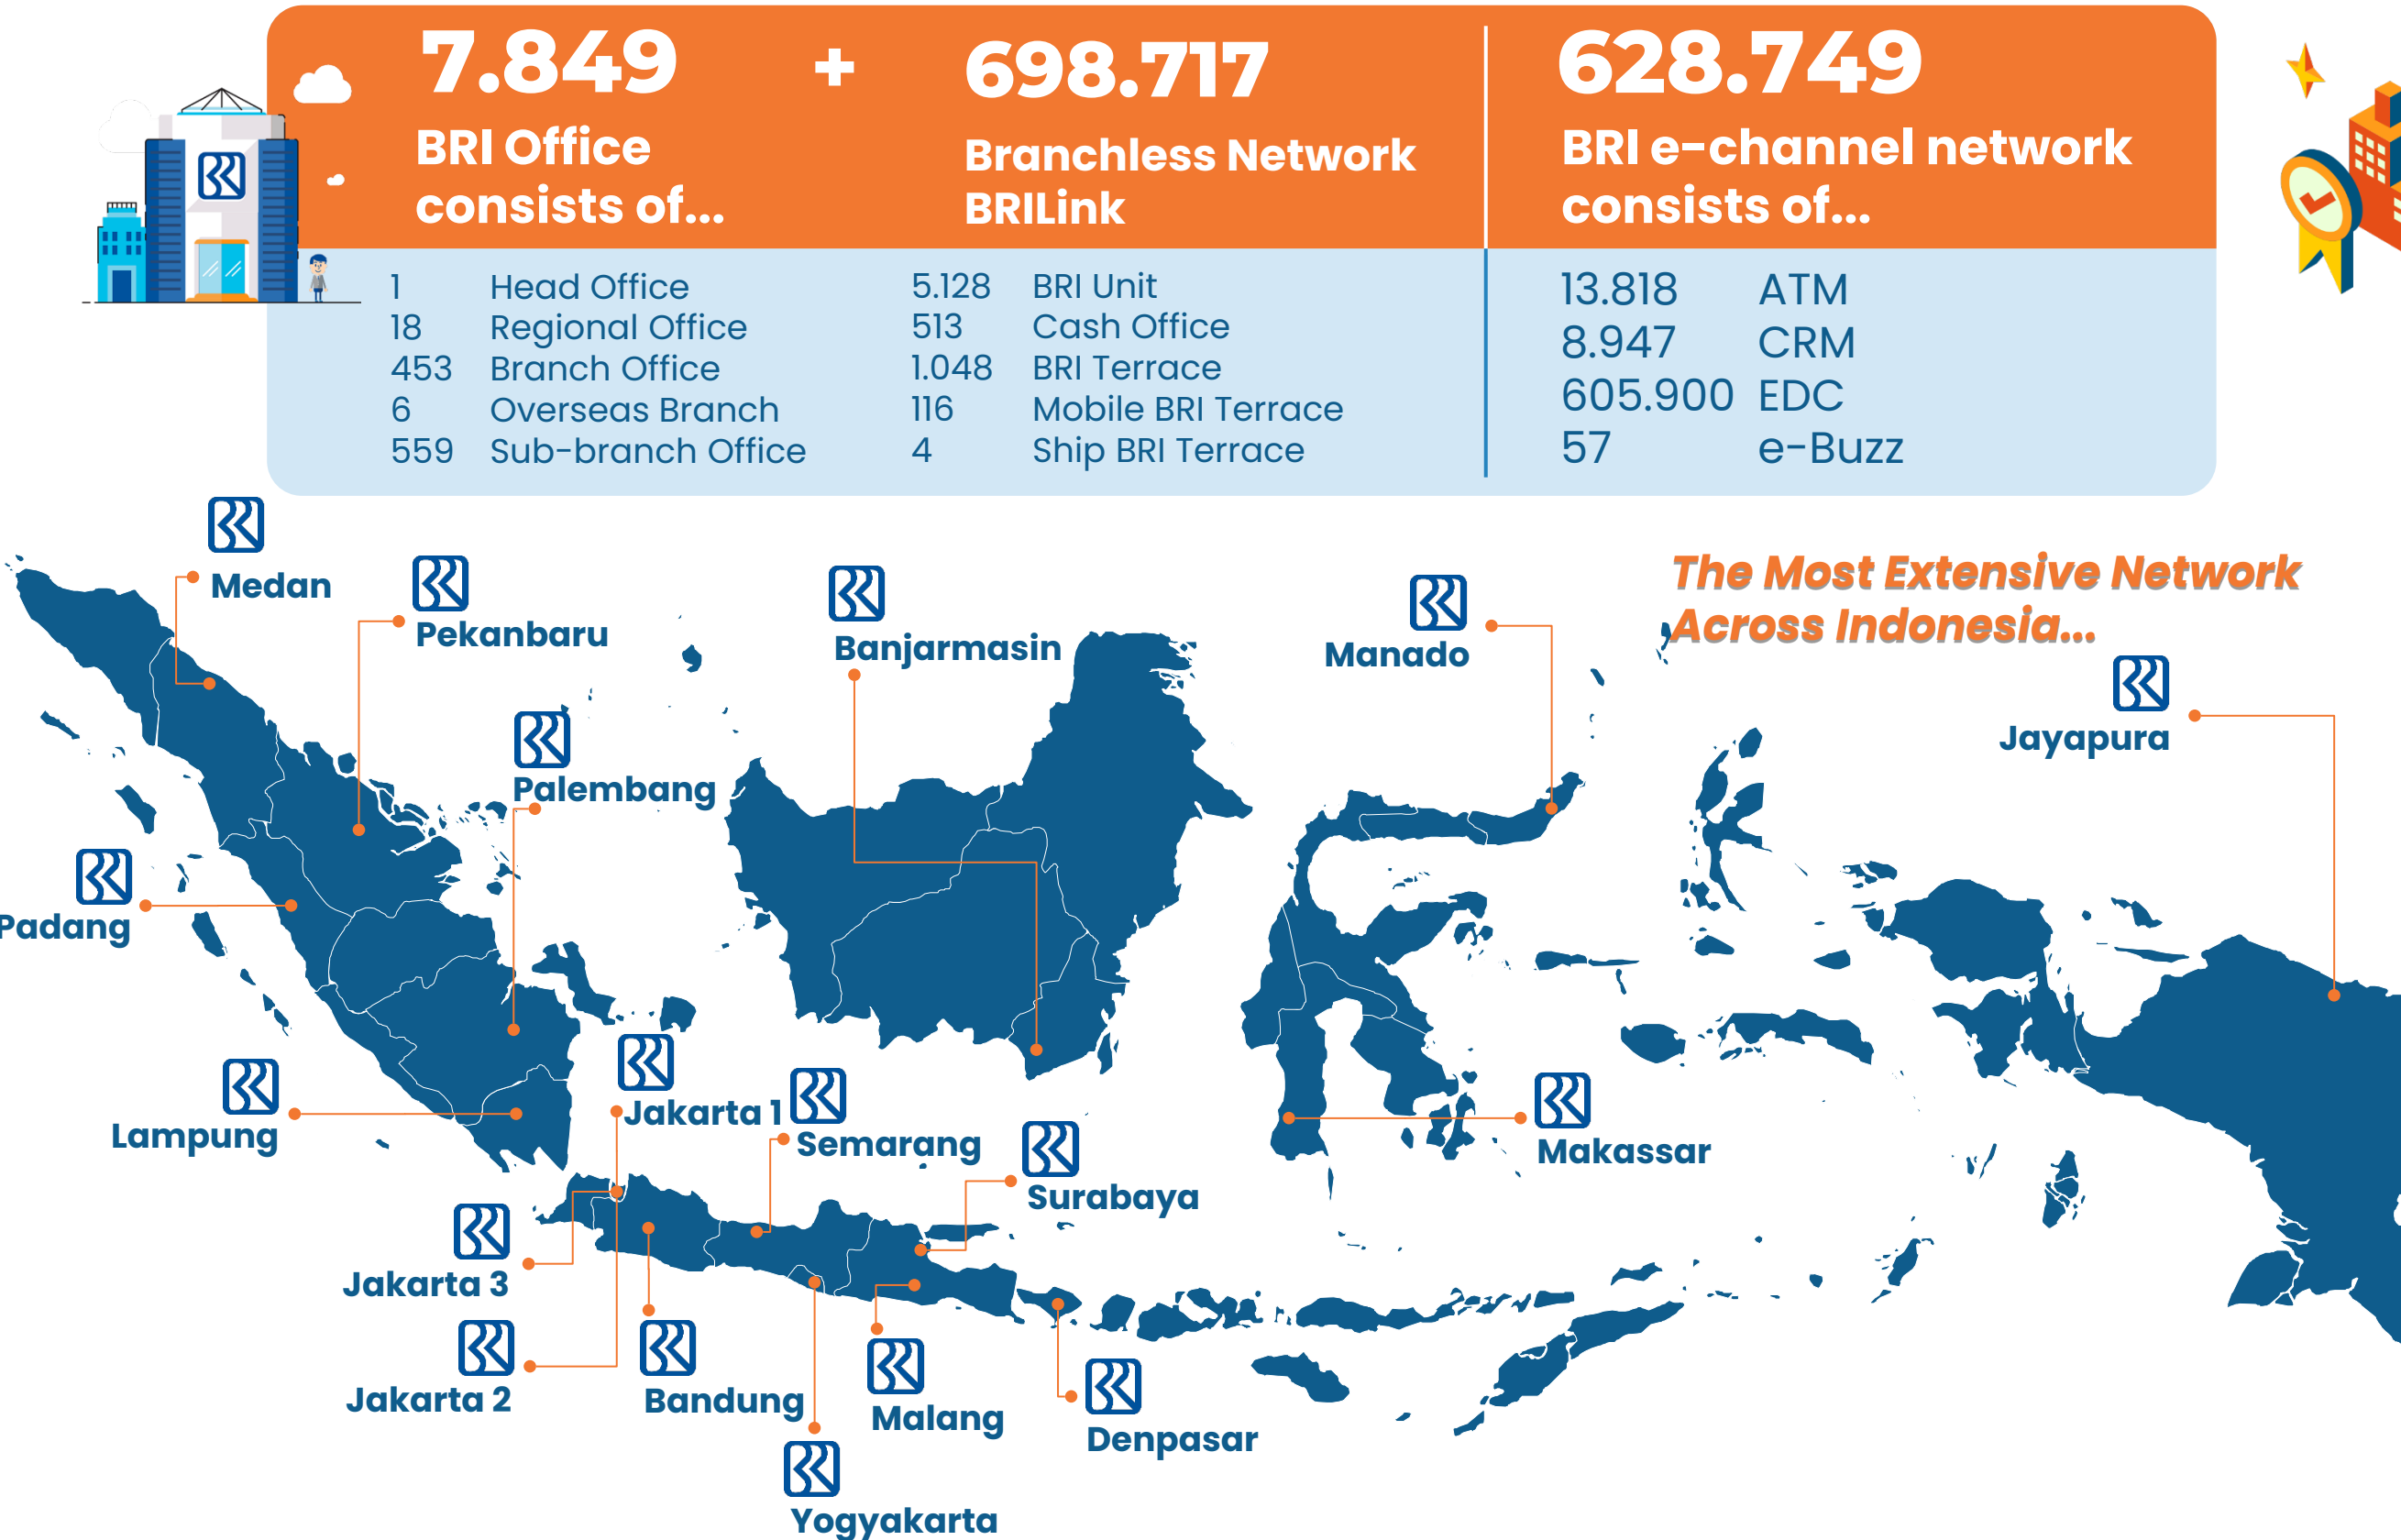 7.849
BRI Office
consists of...
+
698.717
Branchless Network
BRILink
628.749
BRI e-channel network
consists of...
1 Head Office
18 Regional Office
453 Branch Office
6 Overseas Branch
559 Sub-branch Office
5.128 BRI Unit
513 Cash Office
1.048 BRI Terrace
116 Mobile BRI Terrace
4 Ship BRI Terrace
13.818 ATM
8.947 CRM
605.900 EDC
57 e-Buzz
The Most Extensive Network
Across Indonesia...
Medan
Pekanbaru
Banjarmasin
Manado
Jayapura
Palembang
Padang
Lampung
Jakarta 1
Semarang
Surabaya
Makassar
Jakarta 3
Jakarta 2
Bandung
Malang
Denpasar
Yogyakarta